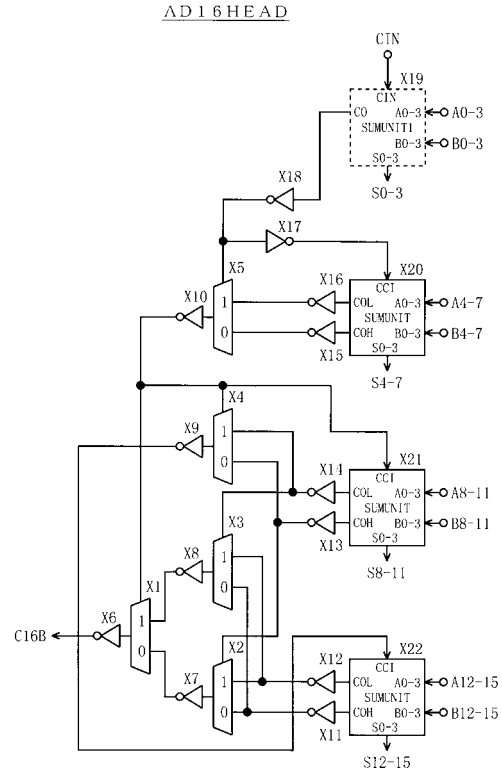 AD16HEAD
CIN
X19
CIN
CO A0-3 A0-3
SUMUNIT1
B0-3 B0-3
S0-3
X18 S0-3
X17
X5 X20
X10 X16 CCI
1 COL A0-3 A4-7
SUMUNIT
0 COH B0-3 B4-7
X15 S0-3
X4 S4-7
X9
1 X21
X14 CCI
0 COL A0-3 A8-11
SUMUNIT
X3 COH B0-3 B8-11
X8 X13 S0-3
1
X1 S8-11
0
X6 1 X2 X22
C16B X12 CCI
0 X7 1 COL A0-3 A12-15
SUMUNIT
0 COH B0-3 B12-15
X11 S0-3
S12-15